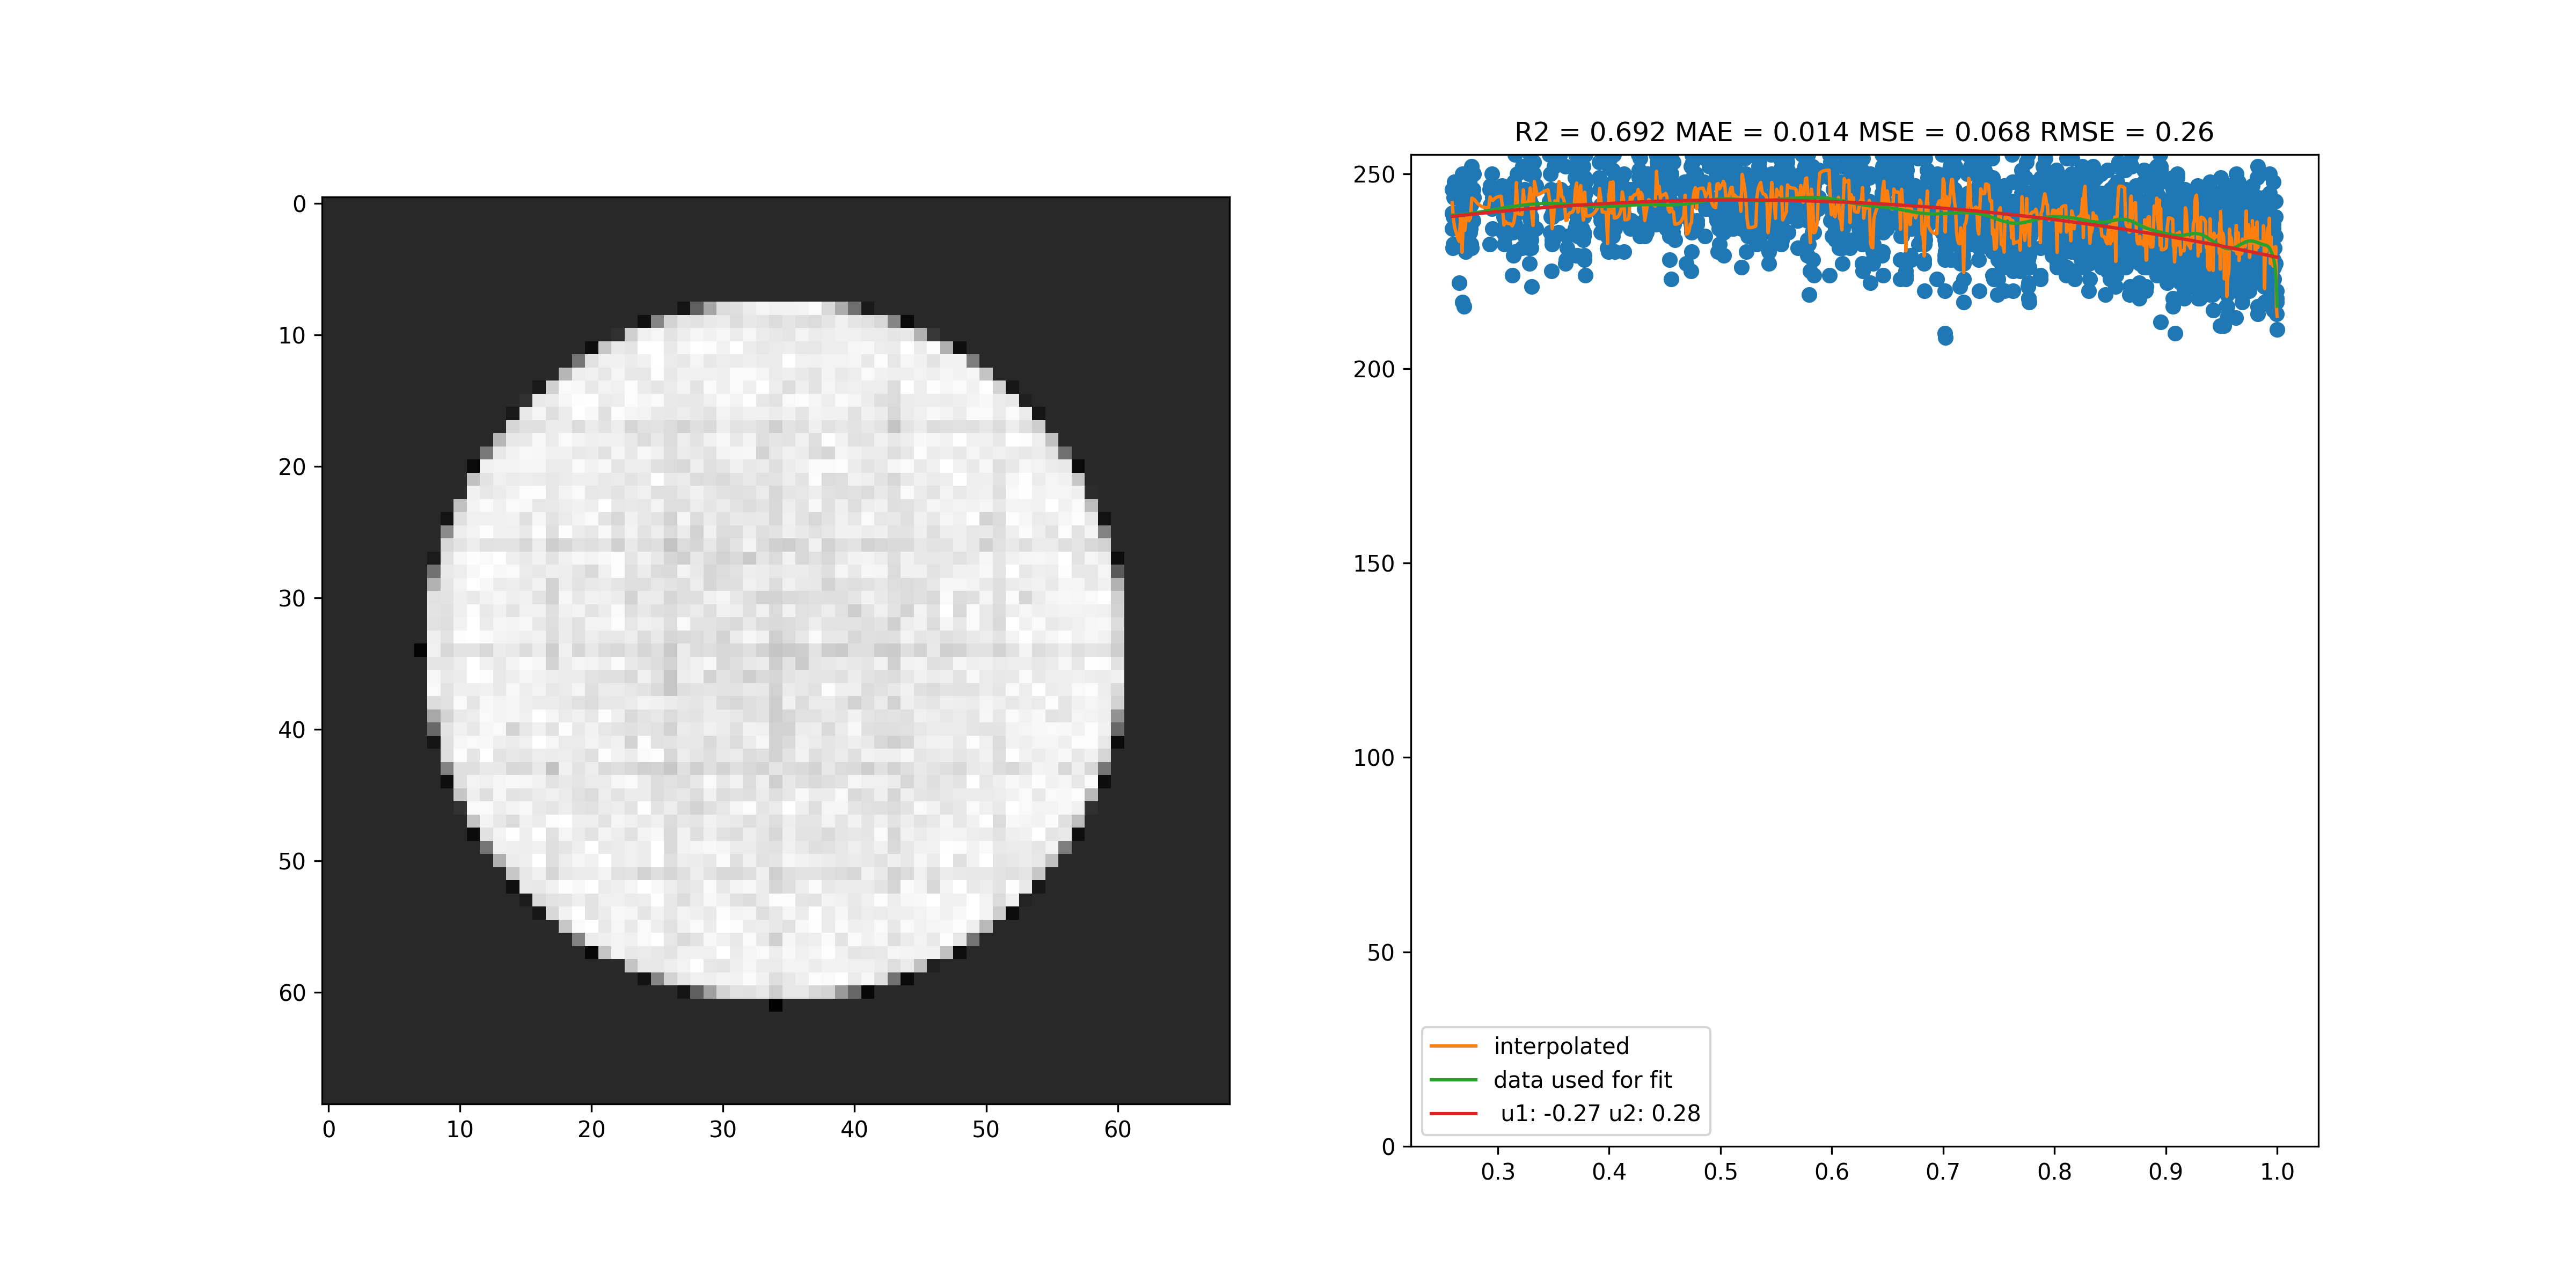 R2 = 0.692 MAE = 0.014 MSE = 0.068 RMSE = 0.26
0
10
20
30
40
50
60
0 10 20 30 40 50 60
250
200
150
100
50
0
interpolated
data used for fit
u1: -0.27 u2: 0.28
0.3 0.4 0.5 0.6 0.7 0.8 0.9 1.0